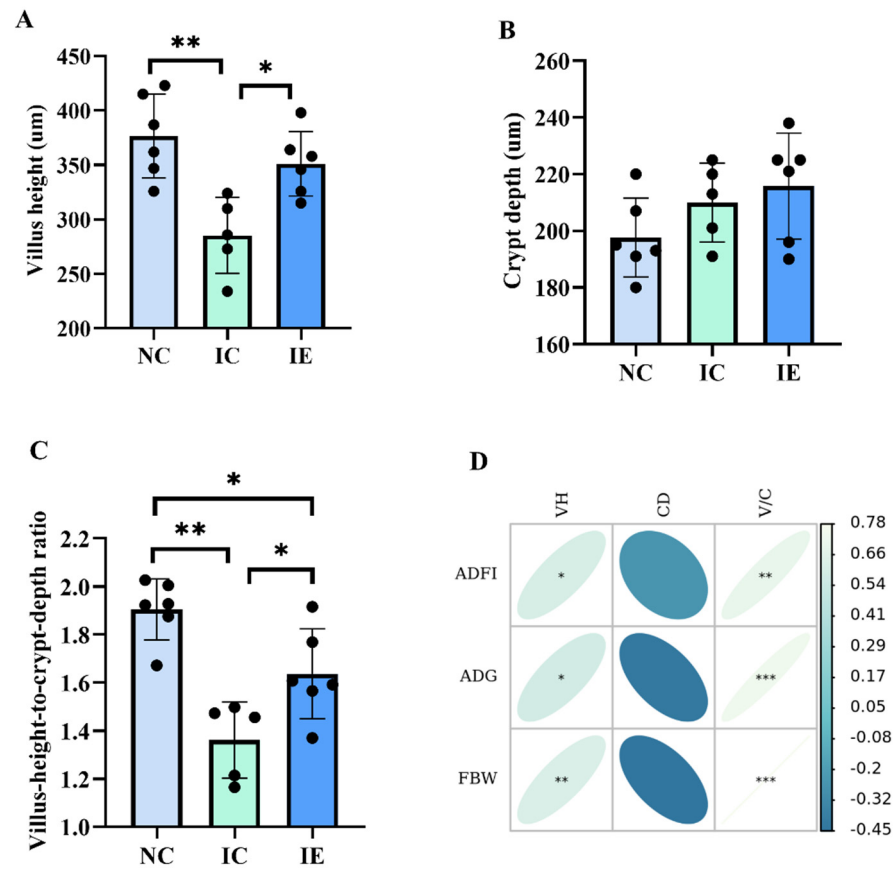 A
Villus height (um)
450
400
350
300
250
200
**
*
NC IC IE
B
Crypt depth (um)
260
240
220
200
180
160
NC IC IE
C
Villus-height-to-crypt-depth ratio
2.2
2.0
1.8
1.6
1.4
1.2
1.0
*
**
*
NC IC IE
D
VH CD V/C
ADFI * **
ADG * ***
FBW ** ***
0.78
0.66
0.54
0.41
0.29
0.17
0.05
-0.08
-0.2
-0.32
-0.45